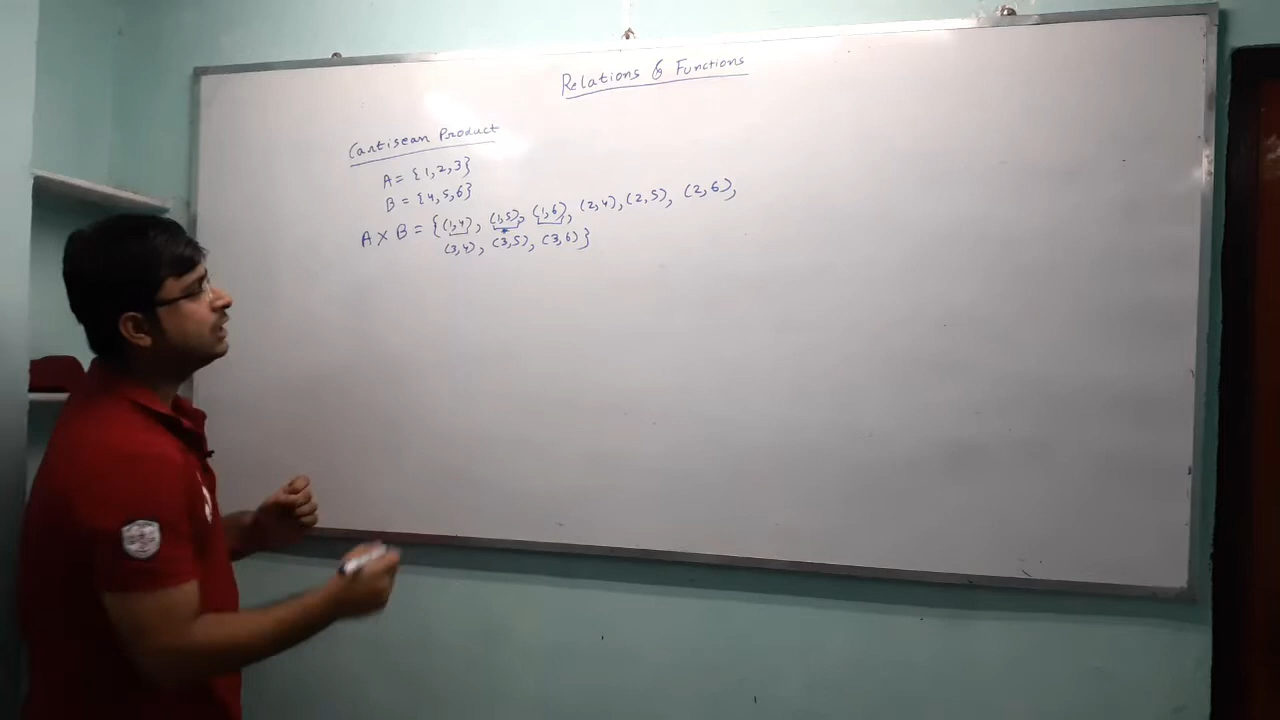 Relations & Functions
Cartisean Product
A = {1,2,3}
B = {4,5,6}
A × B = {(1,4), (1,5), (1,6), (2,4), (2,5), (2,6),
(3,4), (3,5), (3,6)}